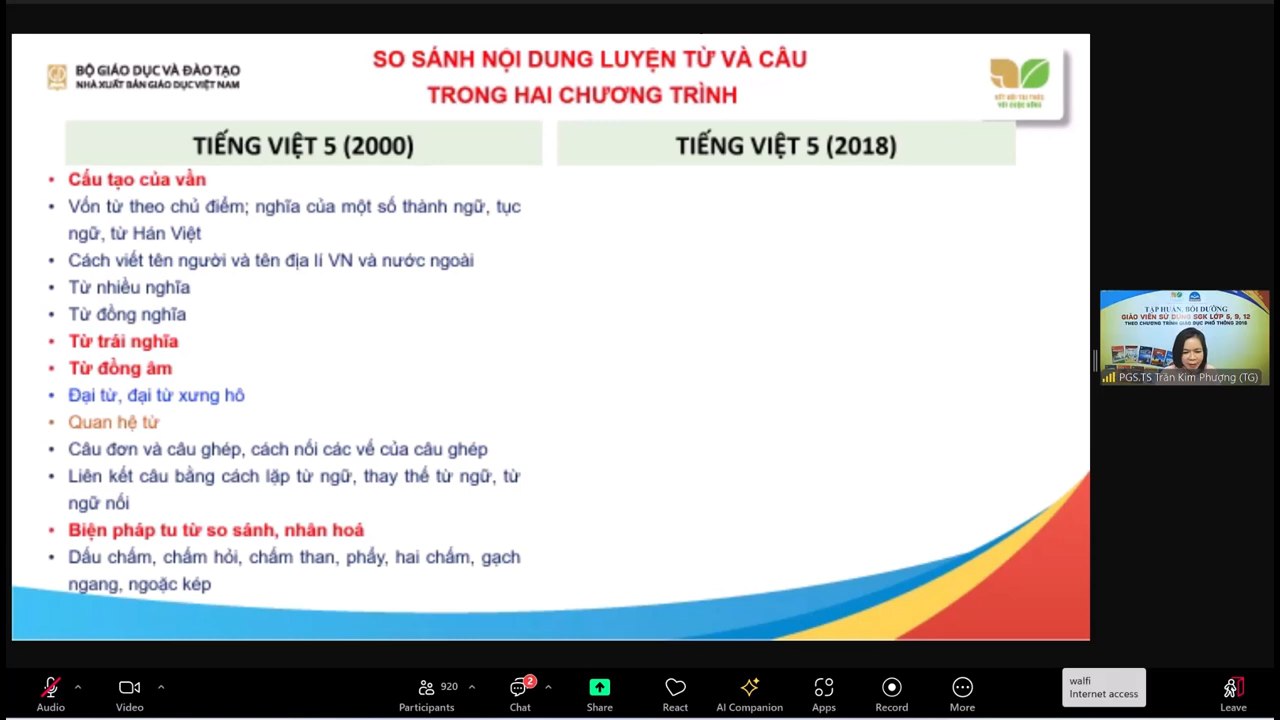 BỘ GIÁO DỤC VÀ ĐÀO TẠO
NHÀ XUẤT BẢN GIÁO DỤC VIỆT NAM
SO SÁNH NỘI DUNG LUYỆN TỪ VÀ CÂU
TRONG HAI CHƯƠNG TRÌNH
KẾT NỐI TRI THỨC
VỚI CUỘC SỐNG
TIẾNG VIỆT 5 (2000)
TIẾNG VIỆT 5 (2018)
• Cấu tạo của vần
• Vốn từ theo chủ điểm; nghĩa của một số thành ngữ, tục
ngữ, từ Hán Việt
• Cách viết tên người và tên địa lí VN và nước ngoài
• Từ nhiều nghĩa
• Từ đồng nghĩa
• Từ trái nghĩa
• Từ đồng âm
• Đại từ, đại từ xưng hô
• Quan hệ từ
• Câu đơn và câu ghép, cách nối các vế của câu ghép
• Liên kết câu bằng cách lặp từ ngữ, thay thế từ ngữ, từ
ngữ nối
• Biện pháp tu từ so sánh, nhân hoá
• Dấu chấm, chấm hỏi, chấm than, phẩy, hai chấm, gạch
ngang, ngoặc kép
TẬP HUẤN, BỒI DƯỠNG
GIÁO VIÊN SỬ DỤNG SGK LỚP 5, 9, 12
THEO CHƯƠNG TRÌNH GIÁO DỤC PHỔ THÔNG 2018
PGS.TS Trần Kim Phượng (TG)
Audio
Video
920
Participants
2
Chat
Share
React
AI Companion
Apps
Record
More
walfi
Internet access
Leave